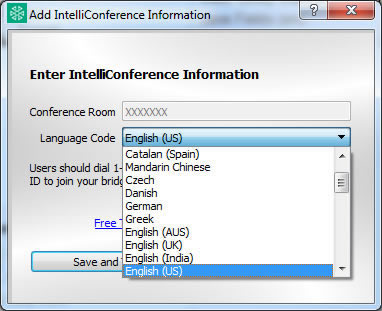 Add IntelliConference Information
?
Enter IntelliConference Information
Conference Room XXXXXXX
Language Code English (US)
Catalan (Spain)
Mandarin Chinese
Czech
Danish
German
Greek
English (AUS)
English (UK)
English (India)
English (US)
Users should dial 1-
ID to join your bridg
Free T
Save and